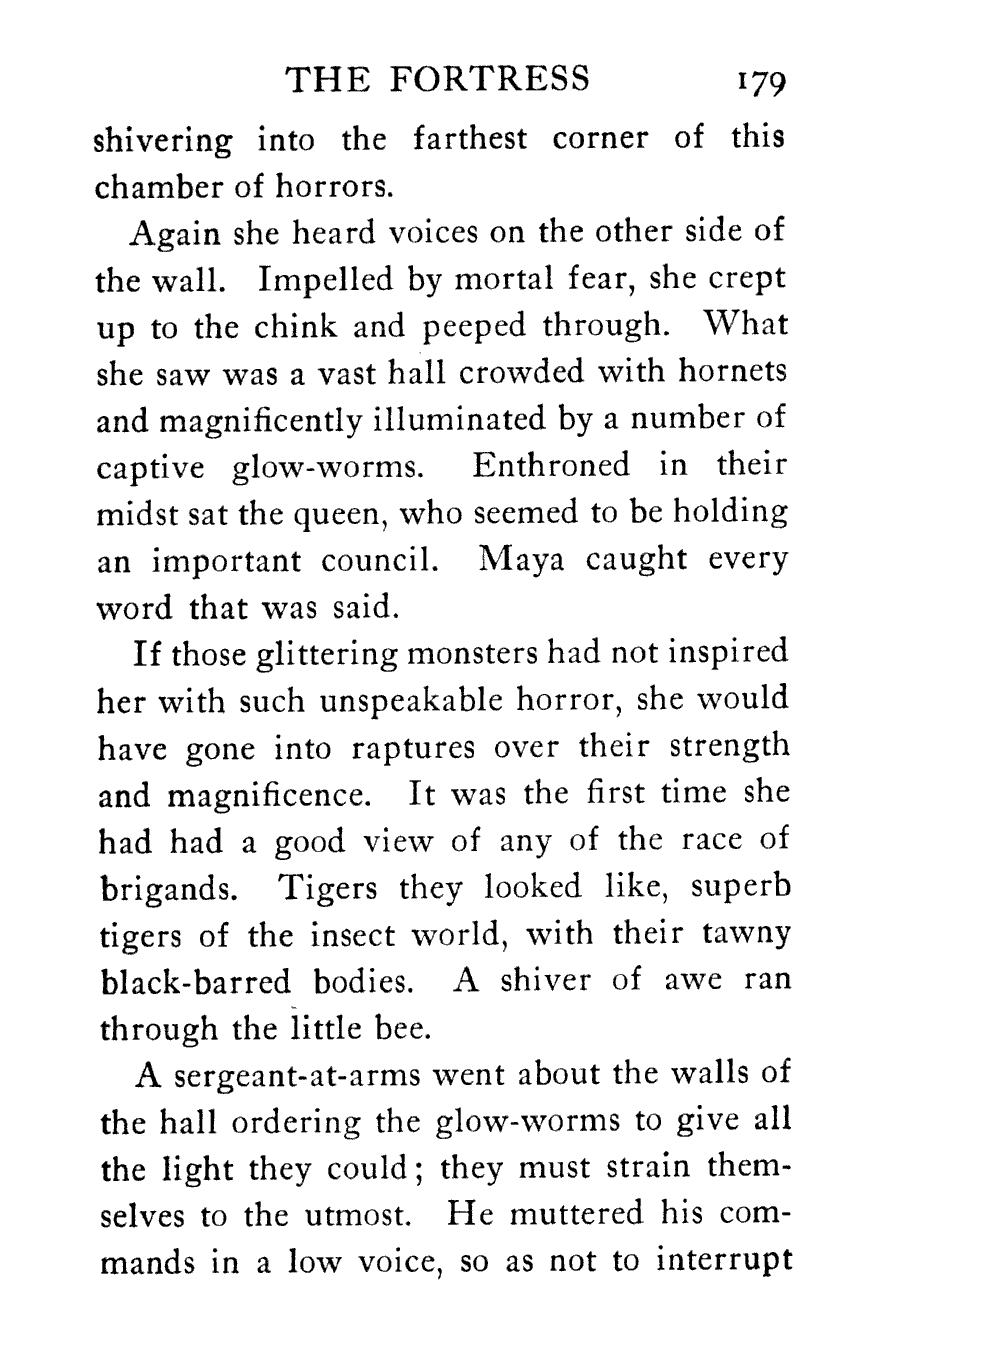 THE FORTRESS 179
shivering into the farthest corner of this
chamber of horrors.
Again she heard voices on the other side of
the wall. Impelled by mortal fear, she crept
up to the chink and peeped through. What
she saw was a vast hall crowded with hornets
and magnificently illuminated by a number of
captive glow-worms. Enthroned in their
midst sat the queen, who seemed to be holding
an important council. Maya caught every
word that was said.
If those glittering monsters had not inspired
her with such unspeakable horror, she would
have gone into raptures over their strength
and magnificence. It was the first time she
had had a good view of any of the race of
brigands. Tigers they looked like, superb
tigers of the insect world, with their tawny
black-barred bodies. A shiver of awe ran
through the little bee.
A sergeant-at-arms went about the walls of
the hall ordering the glow-worms to give all
the light they could; they must strain them-
selves to the utmost. He muttered his com-
mands in a low voice, so as not to interrupt